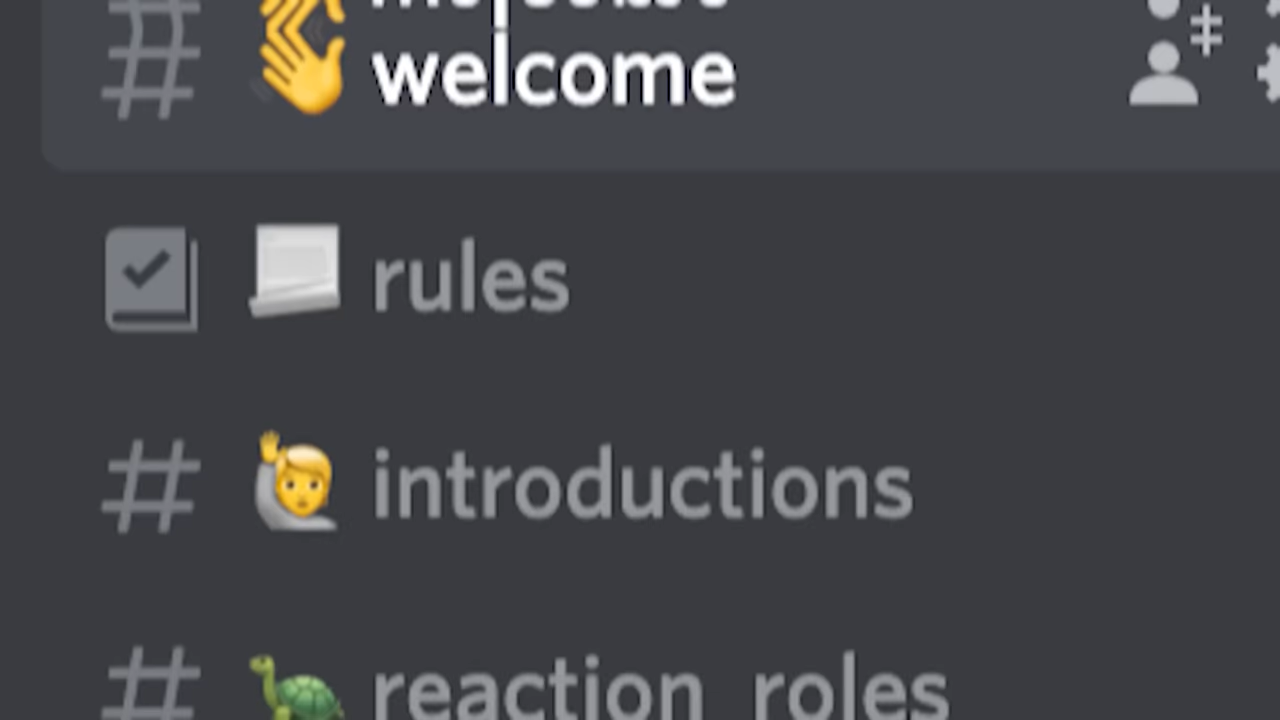 # 👋 welcome
📜 rules
# 🙋 introductions
# 🐢 reaction_roles